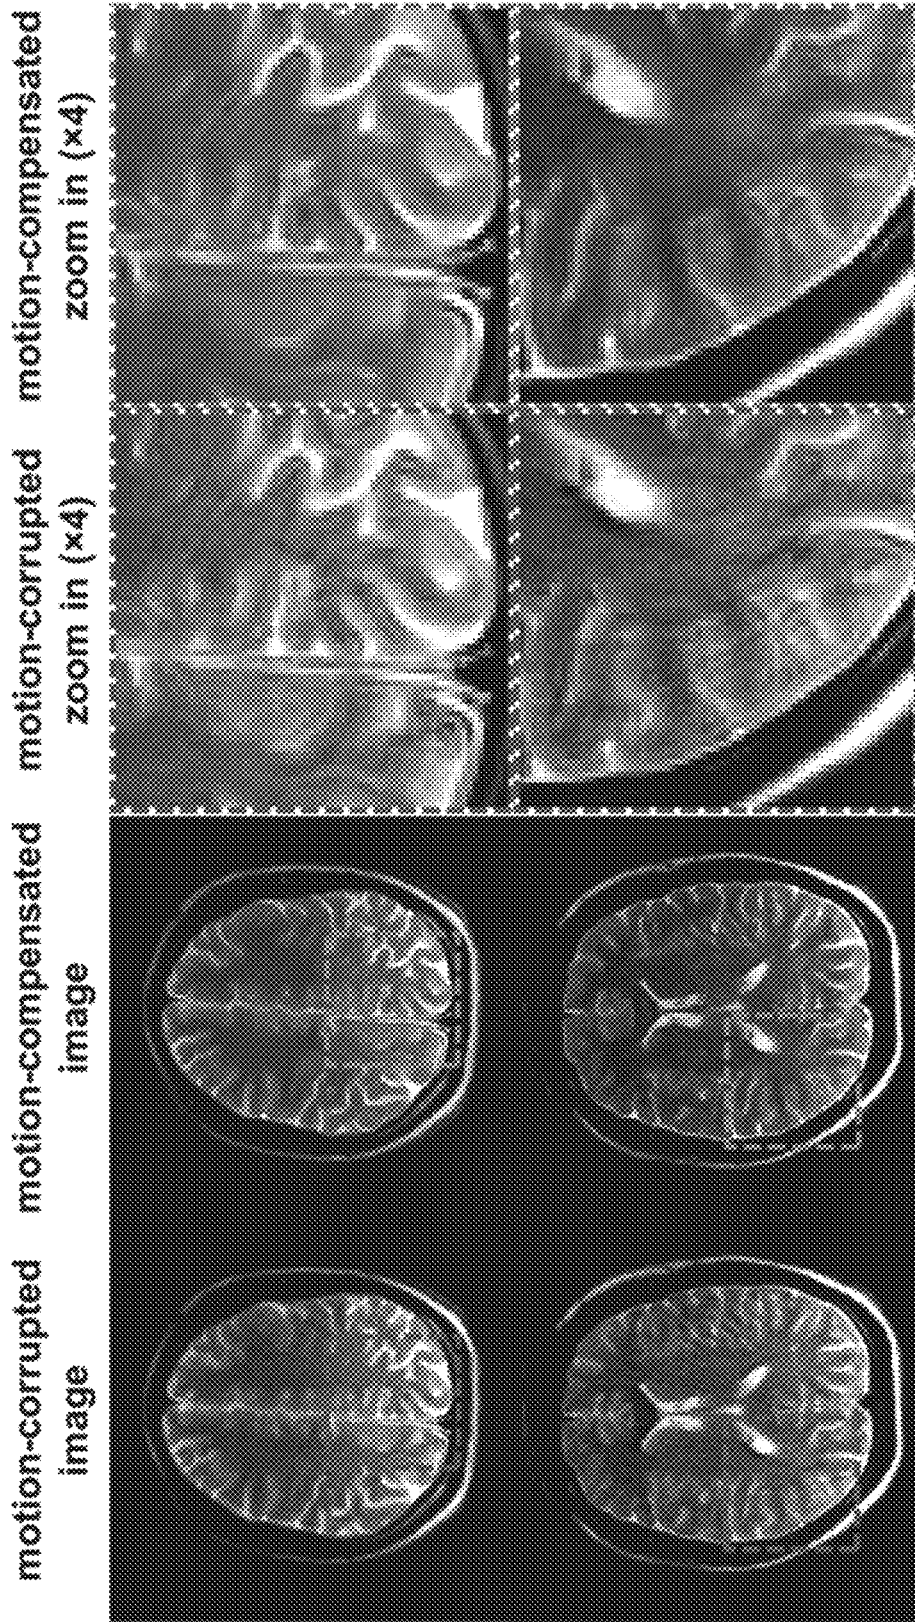 motion-corrupted
image
motion-compensated
image
motion-corrupted
zoom in (×4)
motion-compensated
zoom in (×4)